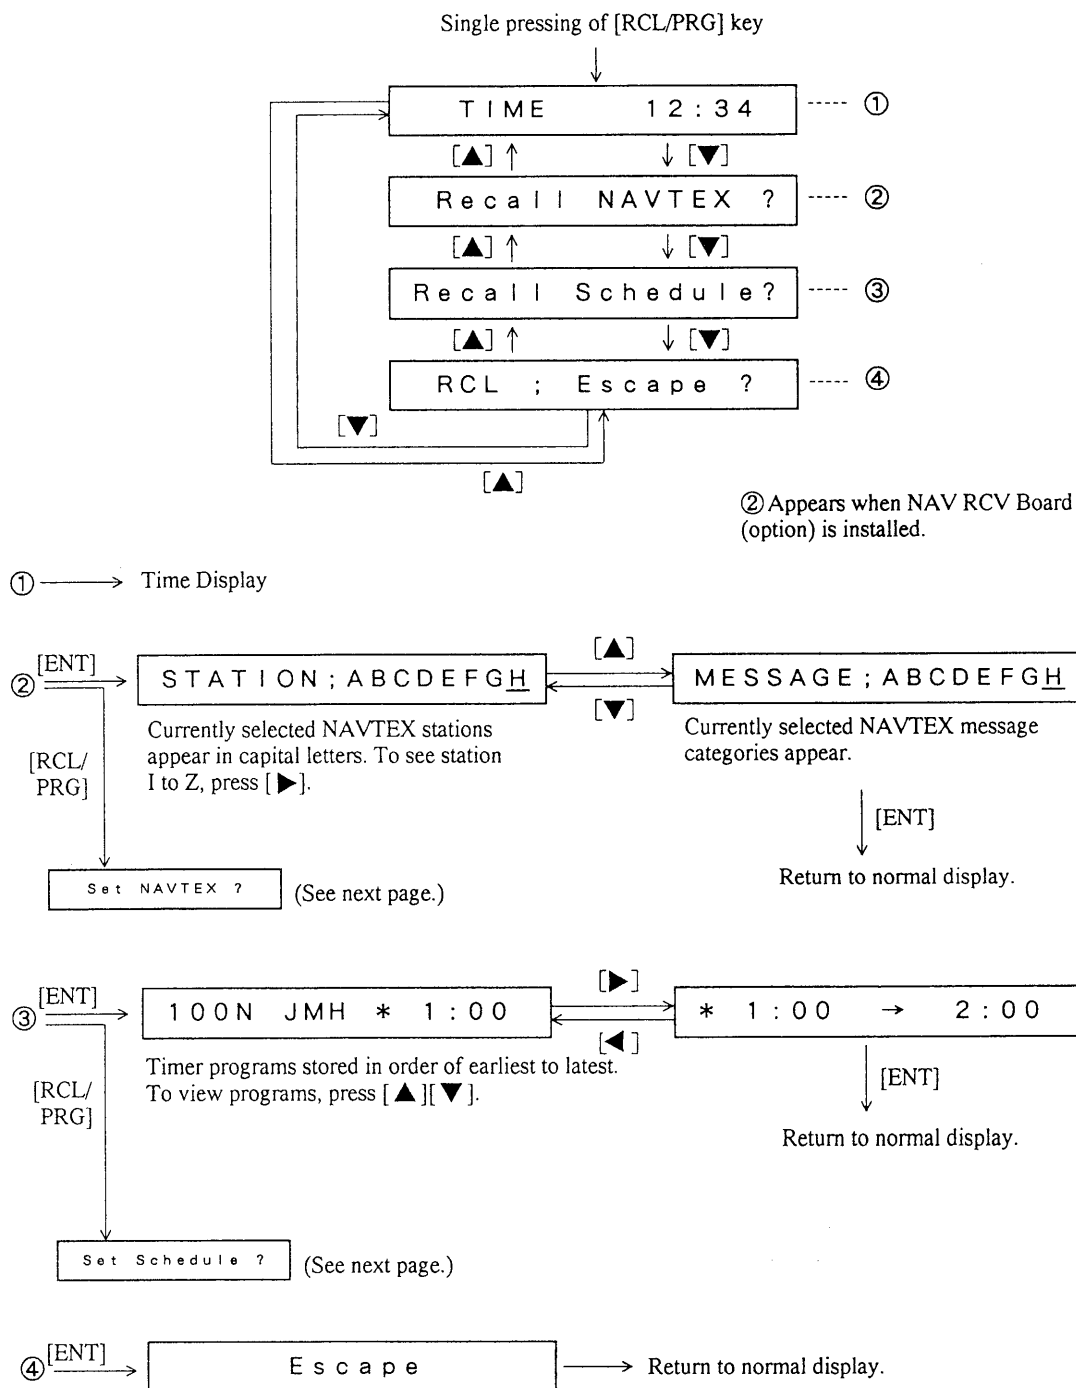 Single pressing of [RCL/PRG] key
TIME 12:34 ----- ①
[▲] ↑ ↓ [▼]
Recall NAVTEX ? ----- ②
[▲] ↑ ↓ [▼]
Recall Schedule? ----- ③
[▲] ↑ ↓ [▼]
RCL ; Escape ? ----- ④
[▼]
[▲]
② Appears when NAV RCV Board
(option) is installed.
① → Time Display
② [ENT] → STATION;ABCDEFGH [▲] [▼] MESSAGE;ABCDEFGH
Currently selected NAVTEX stations
appear in capital letters. To see station
I to Z, press [▶].
Currently selected NAVTEX message
categories appear.
[RCL/
PRG]
[ENT]
Return to normal display.
Set NAVTEX ? (See next page.)
③ [ENT] → 100N JMH * 1:00 [▶] [◀] * 1:00 → 2:00
Timer programs stored in order of earliest to latest.
To view programs, press [▲][▼].
[RCL/
PRG]
[ENT]
Return to normal display.
Set Schedule ? (See next page.)
④ [ENT] → Escape → Return to normal display.